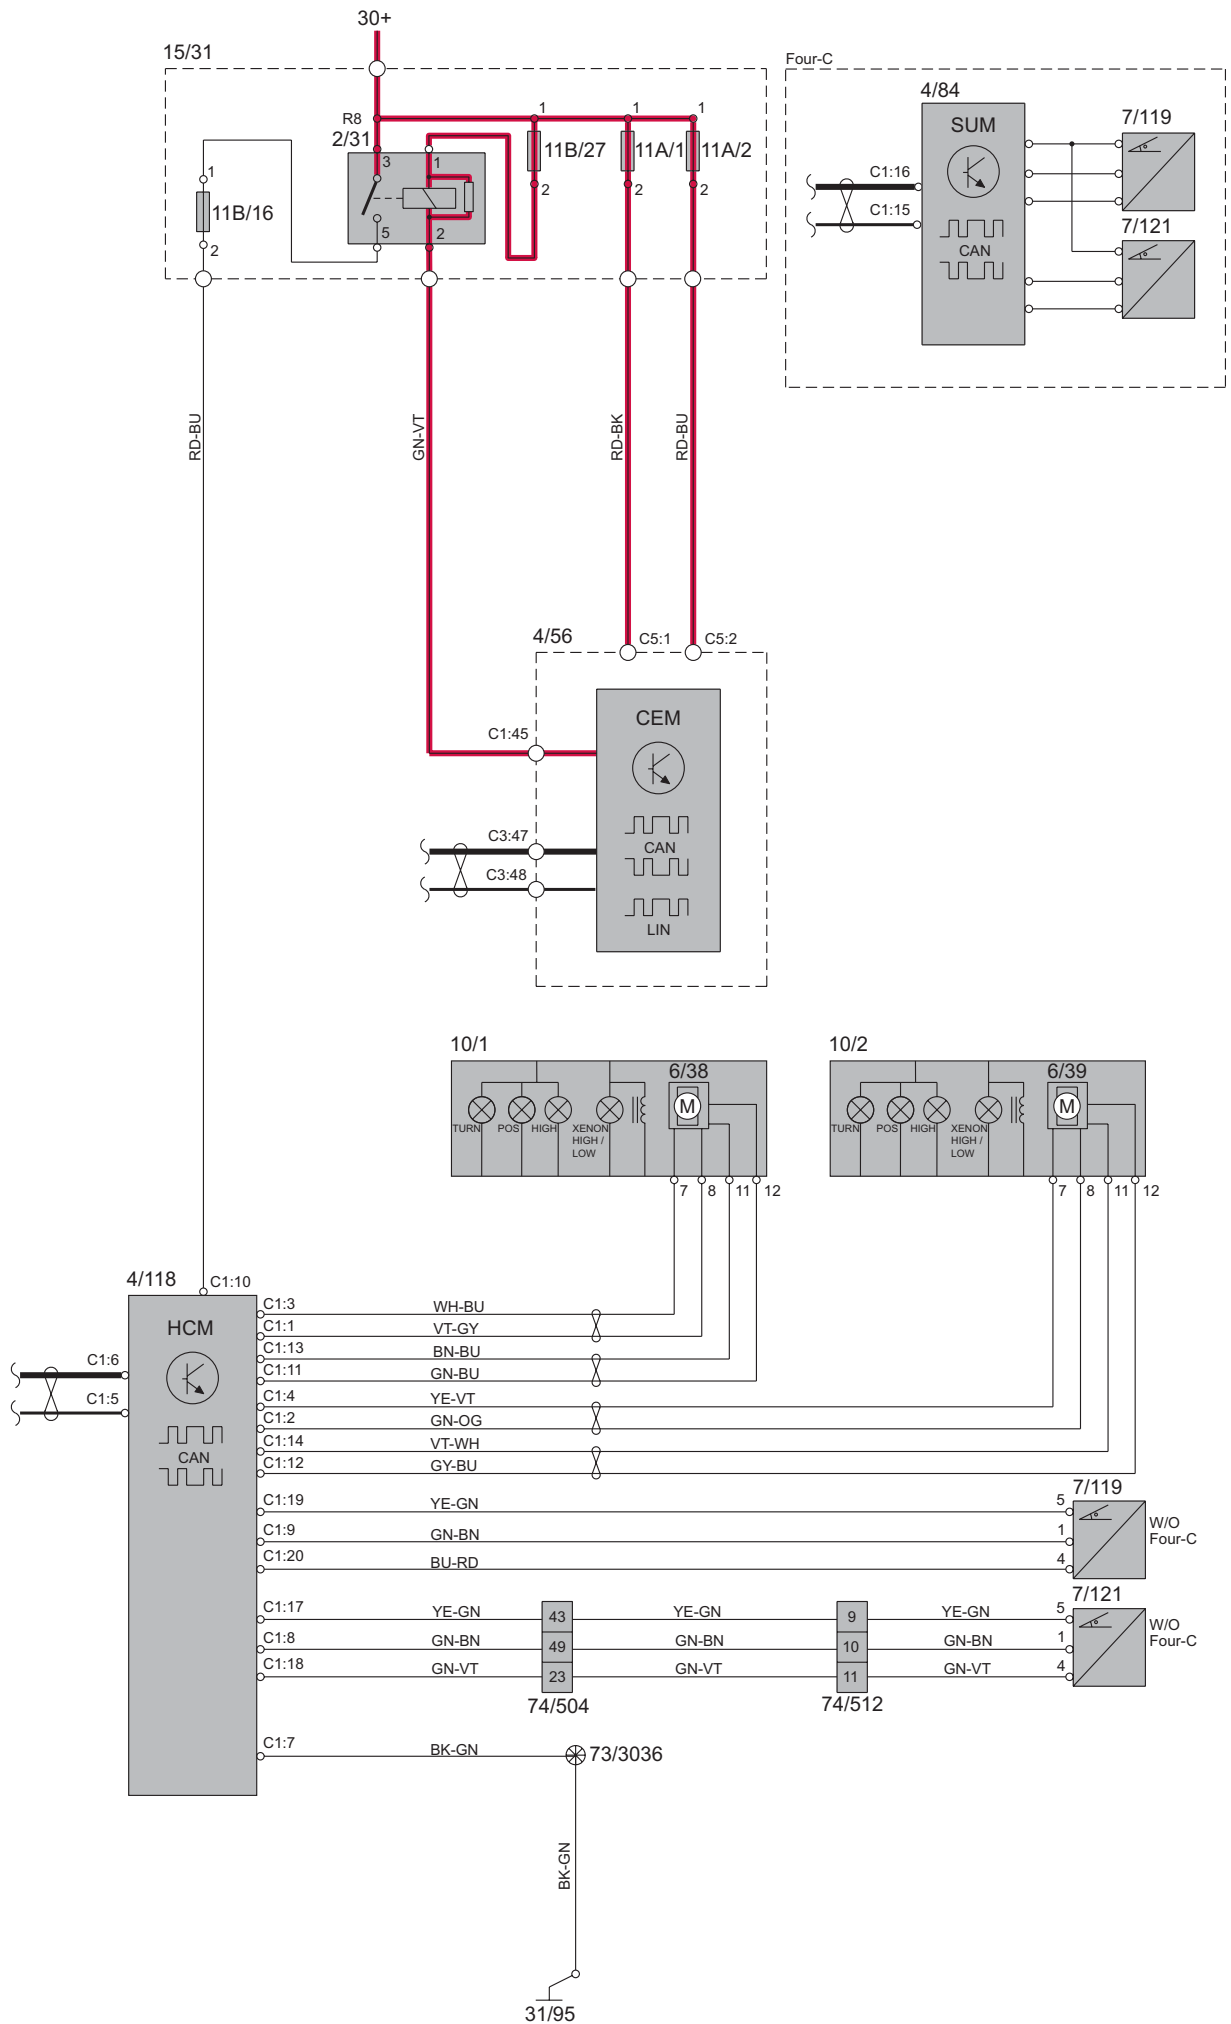 30+
15/31
R8
2/31
3
1
5
2
1
11B/16
2
1
11B/27
2
1
11A/1
2
1
11A/2
2
Four-C
4/84
SUM
CAN
C1:16
C1:15
7/119
7/121
RD-BU
GN-VT
RD-BK
RD-BU
4/56
C5:1
C5:2
CEM
C1:45
C3:47
CAN
C3:48
LIN
10/1
6/38
M
TURN
POS
HIGH
XENON
HIGH /
LOW
7
8
11
12
10/2
6/39
M
TURN
POS
HIGH
XENON
HIGH /
LOW
7
8
11
12
4/118
C1:10
HCM
CAN
C1:6
C1:5
C1:3 WH-BU
C1:1 VT-GY
C1:13 BN-BU
C1:11 GN-BU
C1:4 YE-VT
C1:2 GN-OG
C1:14 VT-WH
C1:12 GY-BU
7/119
C1:19 YE-GN 5
C1:9 GN-BN 1
C1:20 BU-RD 4
W/O
Four-C
7/121
C1:17 YE-GN 43 YE-GN 9 YE-GN 5
C1:8 GN-BN 49 GN-BN 10 GN-BN 1
C1:18 GN-VT 23 GN-VT 11 GN-VT 4
W/O
Four-C
74/504
74/512
C1:7 BK-GN 73/3036
BK-GN
31/95